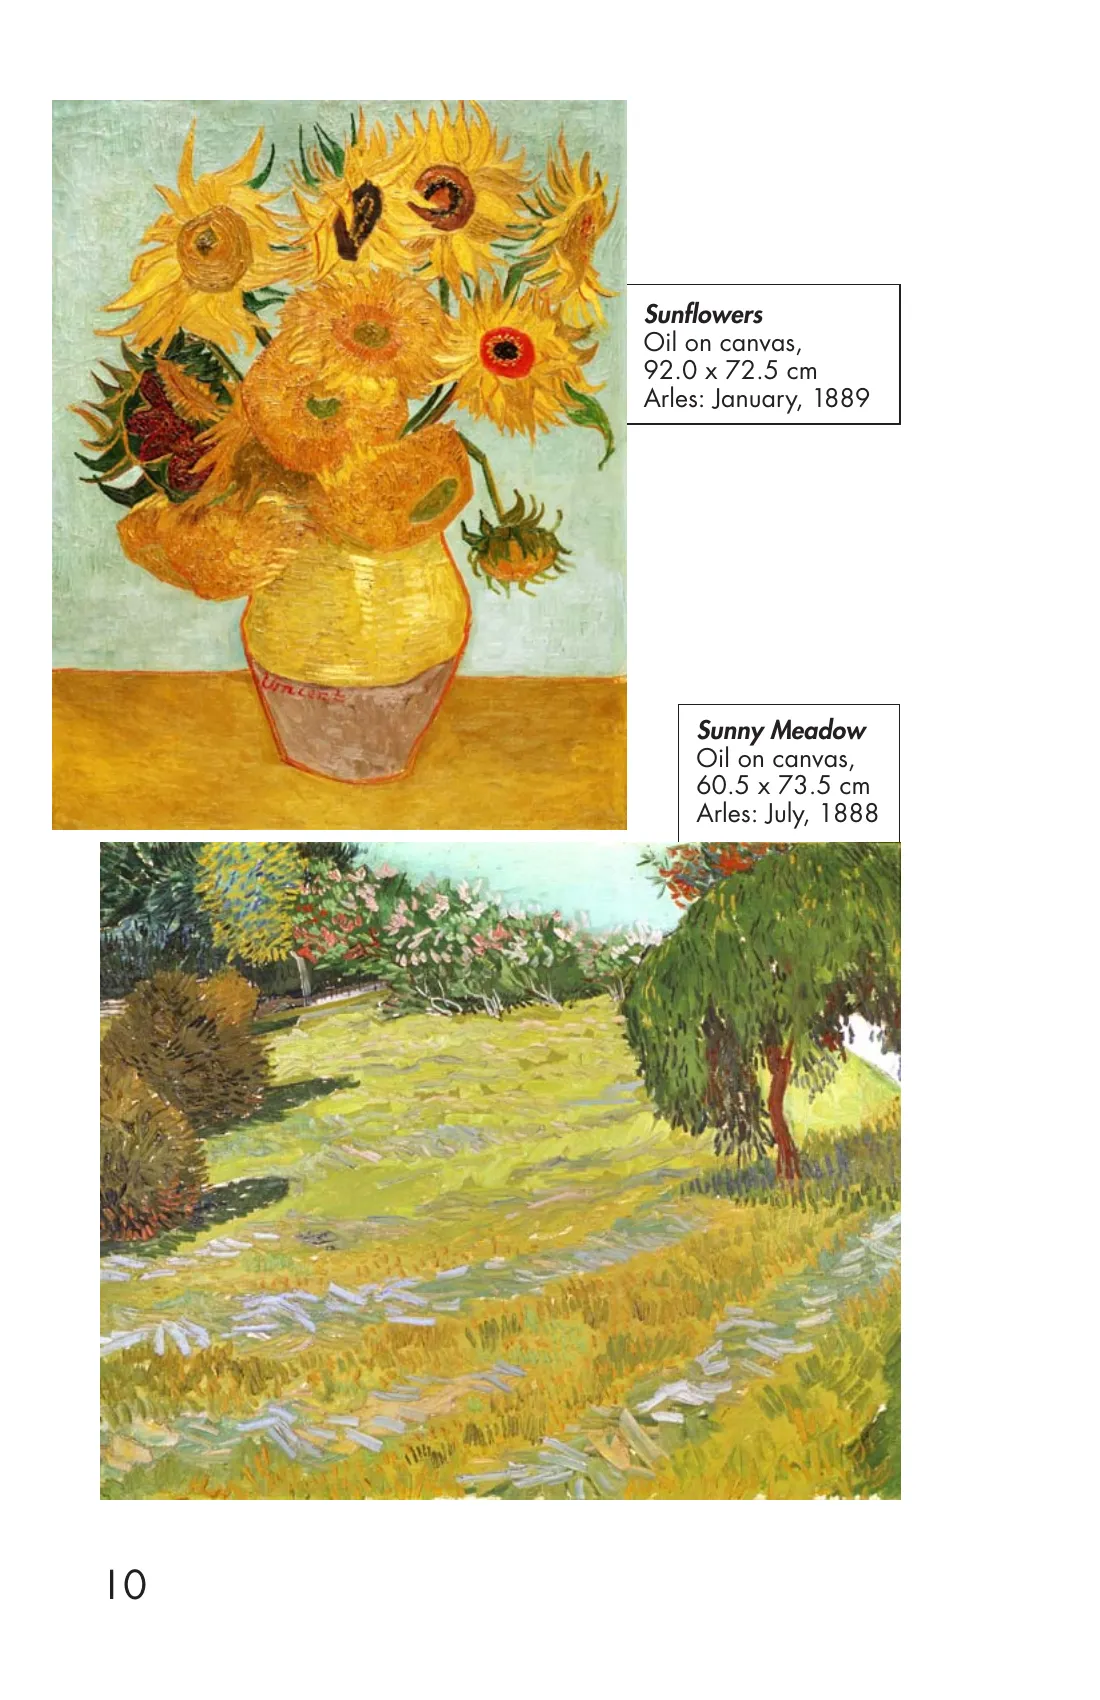 Sunflowers
Oil on canvas,
92.0 x 72.5 cm
Arles: January, 1889
Vincent
Sunny Meadow
Oil on canvas,
60.5 x 73.5 cm
Arles: July, 1888
10